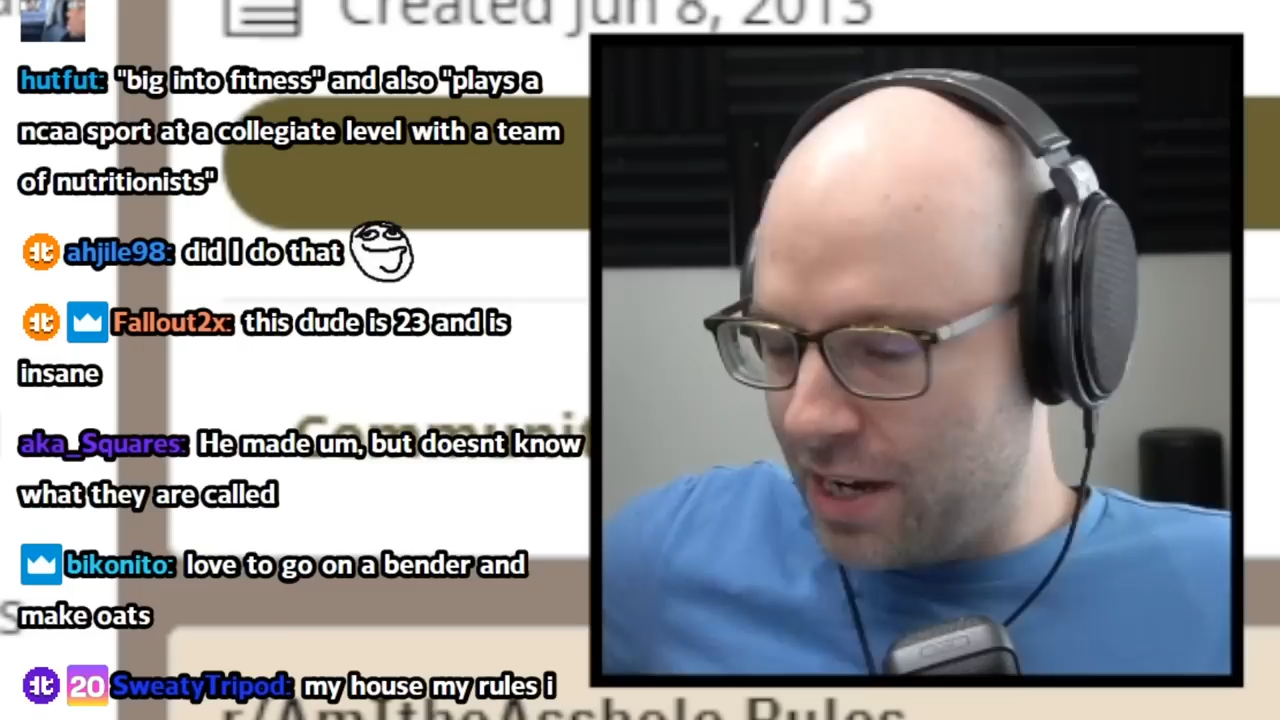 Created Jun 8, 2013
hutfut: "big into fitness" and also "plays a
ncaa sport at a collegiate level with a team
of nutritionists"
ahjile98: did I do that
Fallout2x: this dude is 23 and is
insane
aka_Squares: He made um, but doesnt know
what they are called
bikonito: love to go on a bender and
make oats
20 SweatyTripod: my house my rules i
r/AmItheAsshole Rules